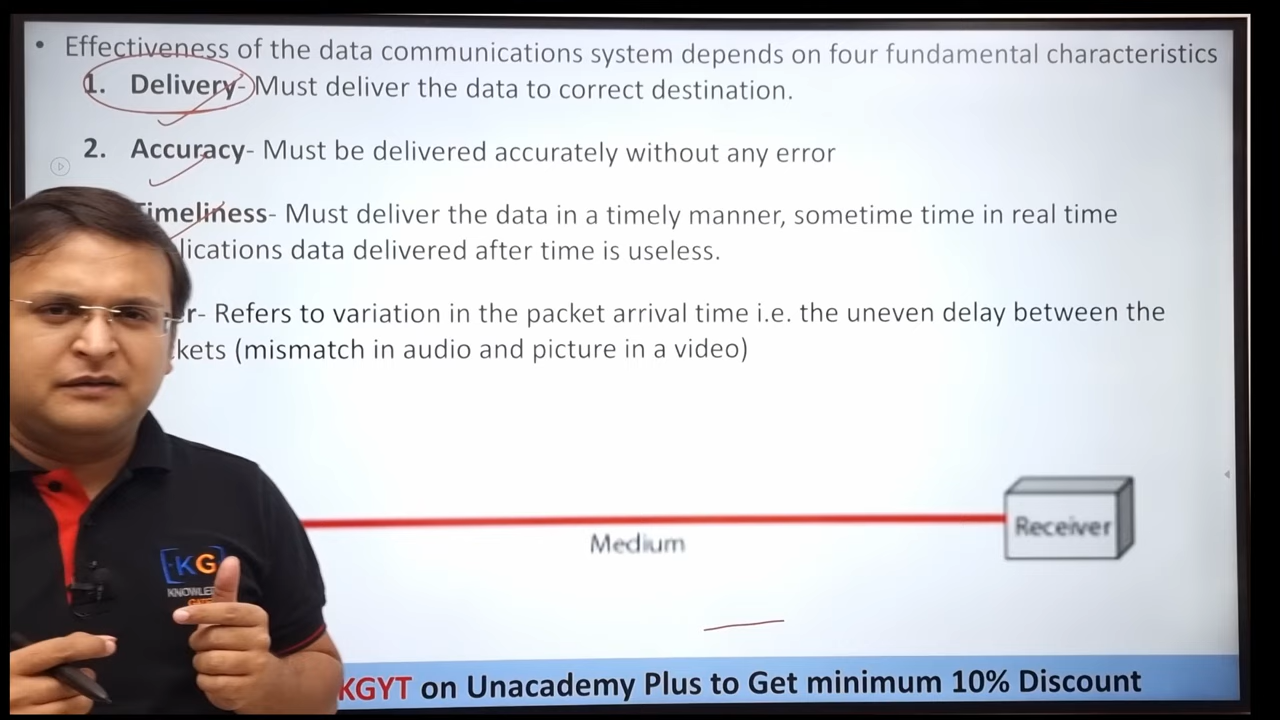 • Effectiveness of the data communications system depends on four fundamental characteristics
1. Delivery- Must deliver the data to correct destination.
2. Accuracy- Must be delivered accurately without any error
Timeliness- Must deliver the data in a timely manner, sometime time in real time
lications data delivered after time is useless.
r- Refers to variation in the packet arrival time i.e. the uneven delay between the
kets (mismatch in audio and picture in a video)
Receiver
Medium
KG
KNOWLE
KGYT on Unacademy Plus to Get minimum 10% Discount